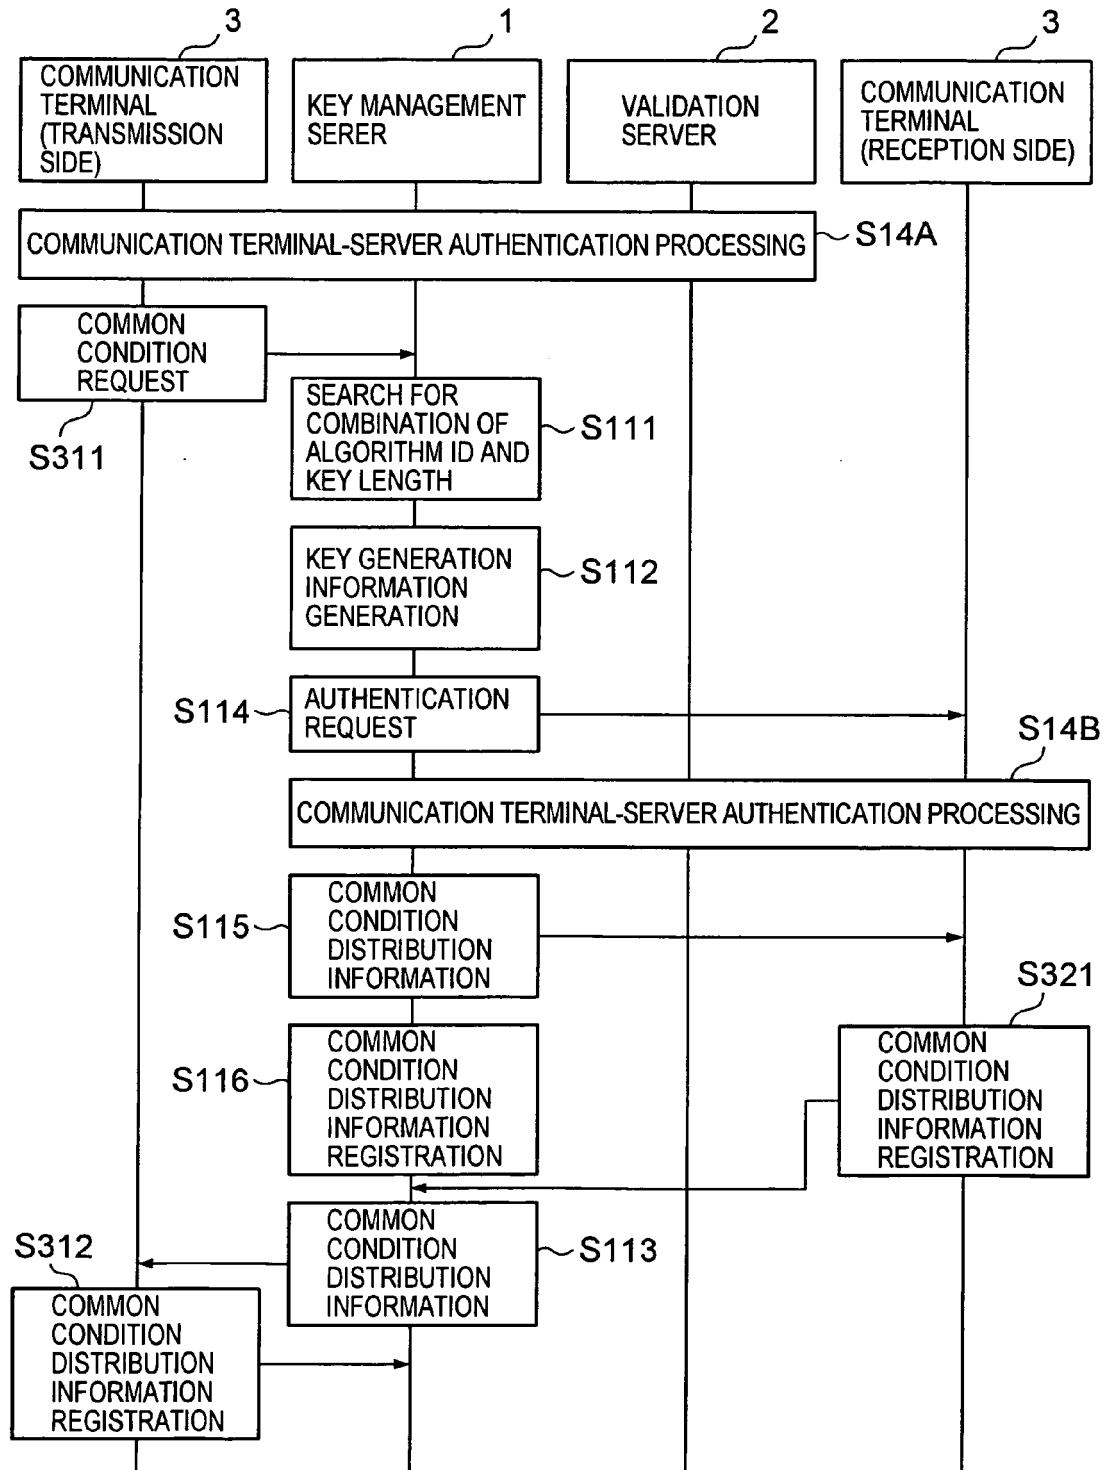 3
1
2
3
COMMUNICATION
TERMINAL
(TRANSMISSION
SIDE)
KEY MANAGEMENT
SERER
VALIDATION
SERVER
COMMUNICATION
TERMINAL
(RECEPTION SIDE)
COMMUNICATION TERMINAL-SERVER AUTHENTICATION PROCESSING
S14A
COMMON
CONDITION
REQUEST
S311
SEARCH FOR
COMBINATION OF
ALGORITHM ID AND
KEY LENGTH
S111
KEY GENERATION
INFORMATION
GENERATION
S112
S114
AUTHENTICATION
REQUEST
S14B
COMMUNICATION TERMINAL-SERVER AUTHENTICATION PROCESSING
S115
COMMON
CONDITION
DISTRIBUTION
INFORMATION
S321
S116
COMMON
CONDITION
DISTRIBUTION
INFORMATION
REGISTRATION
COMMON
CONDITION
DISTRIBUTION
INFORMATION
REGISTRATION
COMMON
CONDITION
DISTRIBUTION
INFORMATION
S113
S312
COMMON
CONDITION
DISTRIBUTION
INFORMATION
REGISTRATION